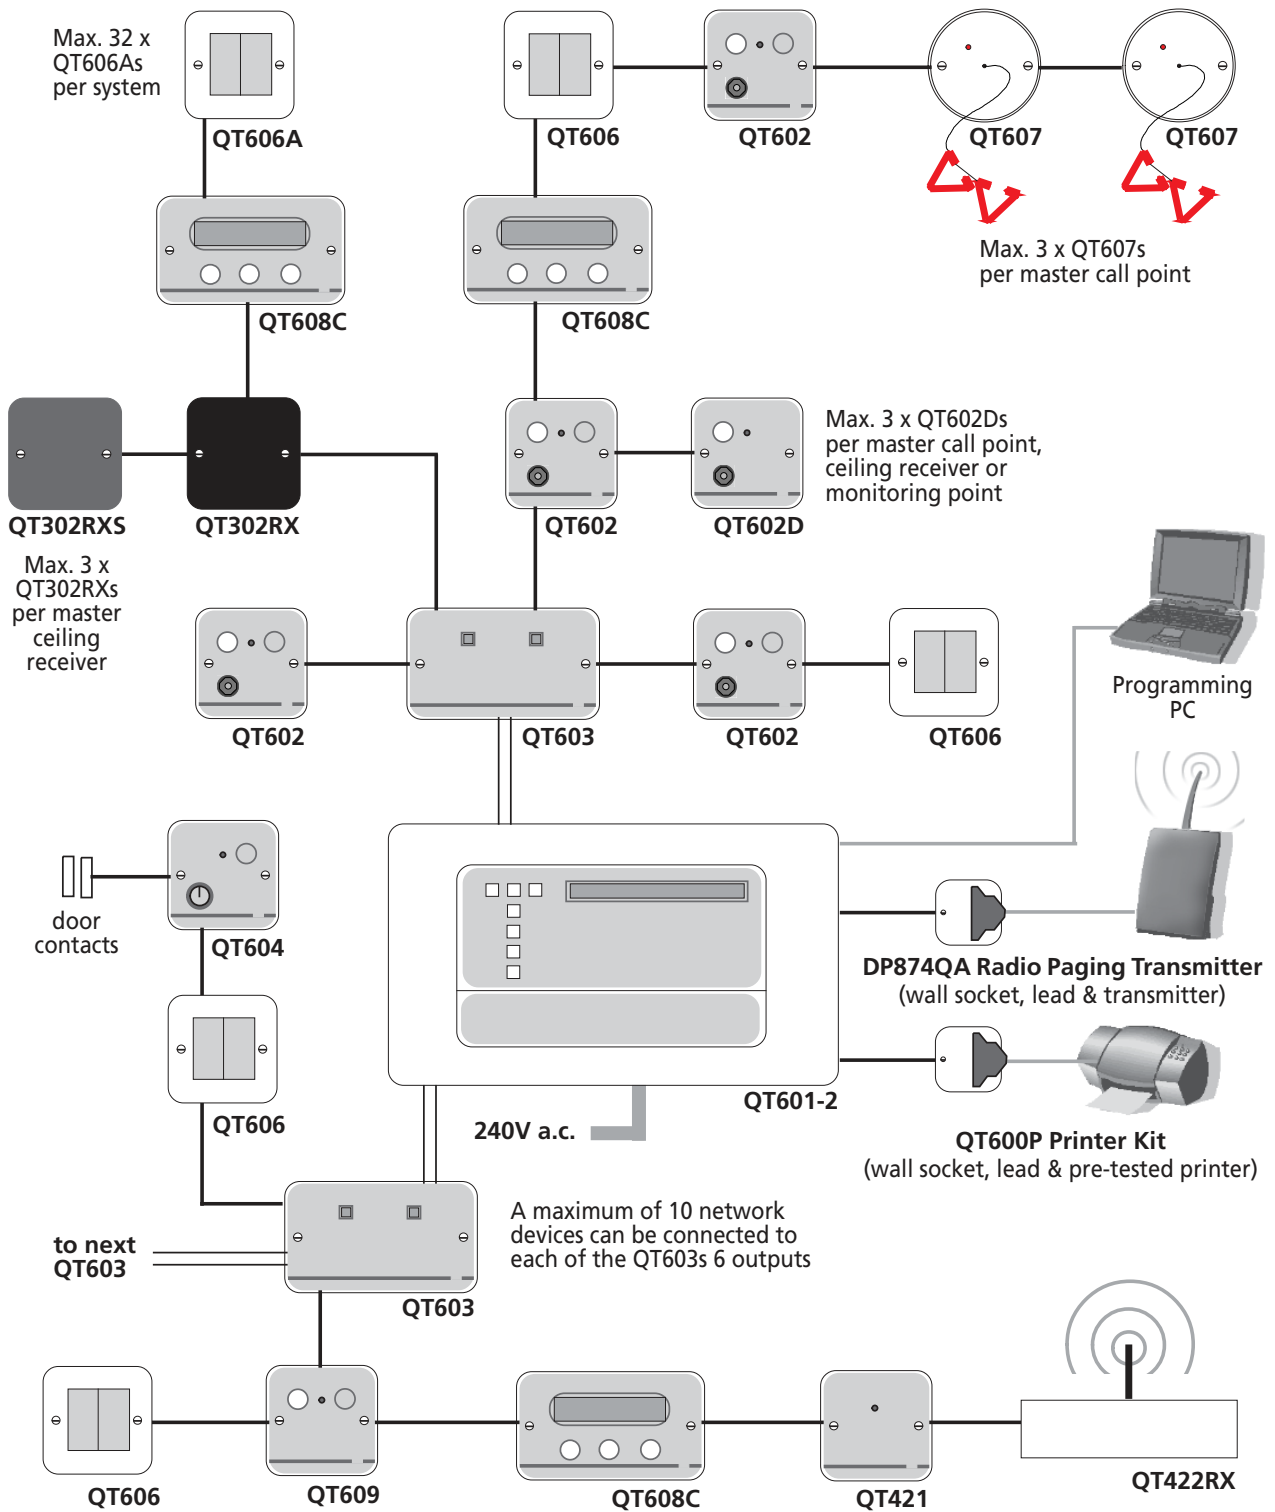 Max. 32 x
QT606As
per system
QT606A
QT606
QT602
QT607
QT607
Max. 3 x QT607s
per master call point
QT608C
QT608C
Max. 3 x QT602Ds
per master call point,
ceiling receiver or
monitoring point
QT302RXS
QT302RX
QT602
QT602D
Max. 3 x
QT302RXs
per master
ceiling
receiver
Programming
PC
QT602
QT603
QT602
QT606
door
contacts
QT604
DP874QA Radio Paging Transmitter
(wall socket, lead & transmitter)
QT601-2
QT606
240V a.c.
QT600P Printer Kit
(wall socket, lead & pre-tested printer)
A maximum of 10 network
devices can be connected to
each of the QT603s 6 outputs
to next
QT603
QT603
QT606
QT609
QT608C
QT421
QT422RX